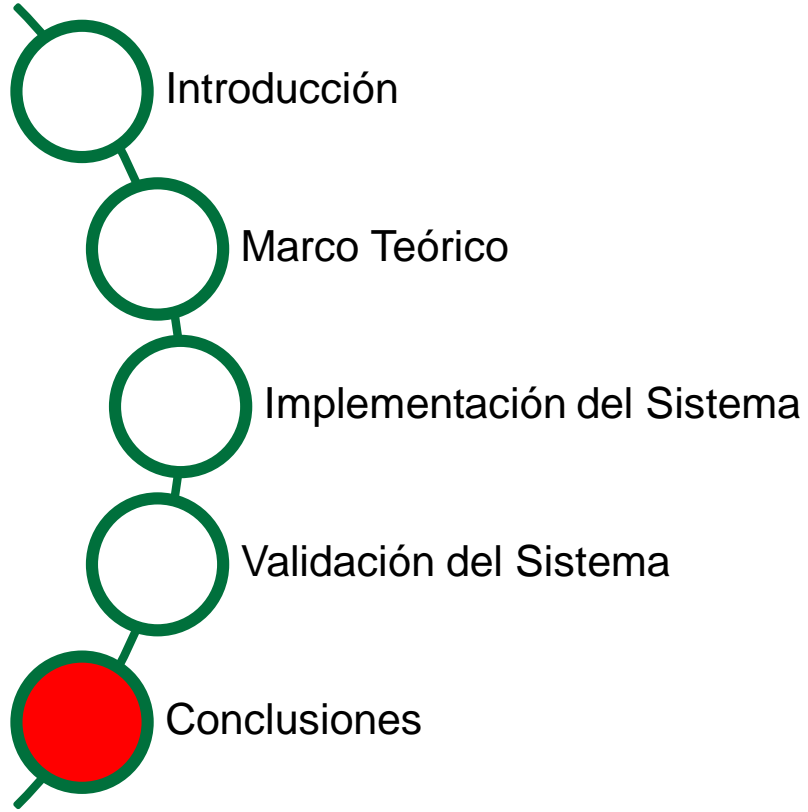 Introducción
Marco Teórico
Implementación del Sistema
Validación del Sistema
Conclusiones